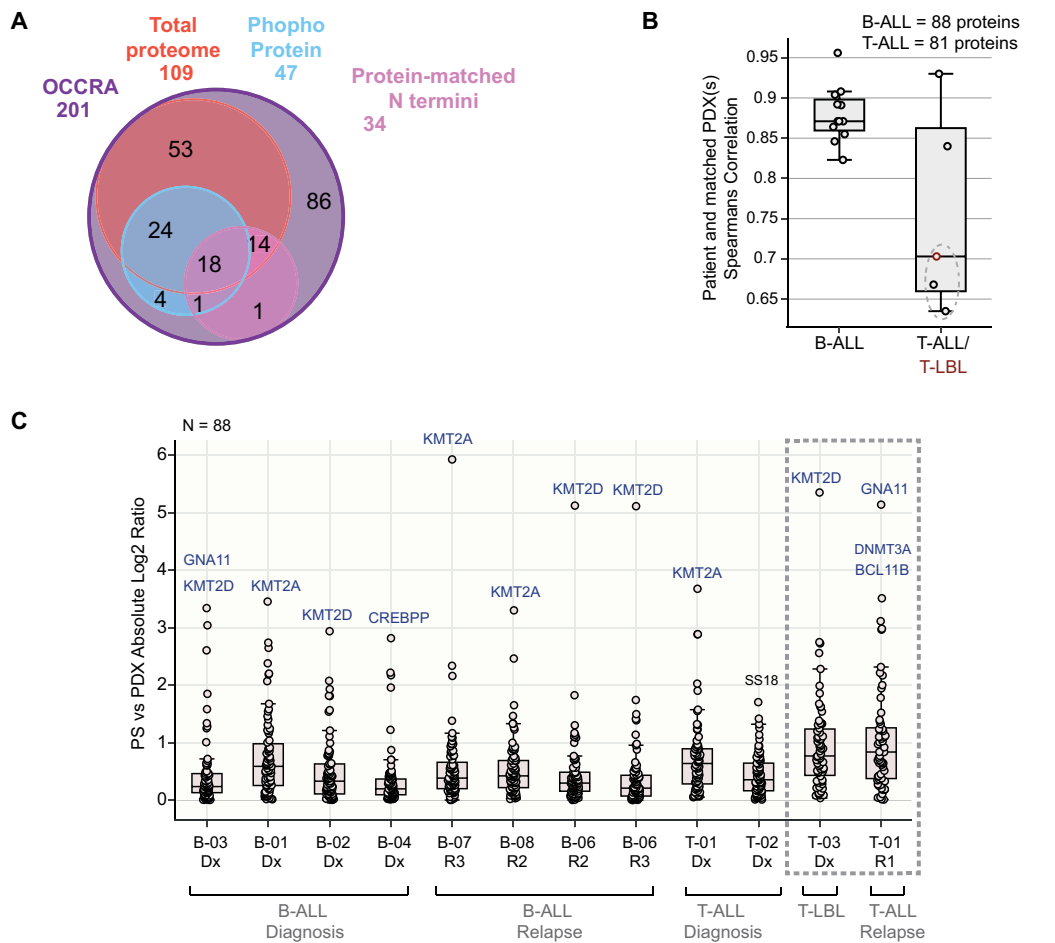 A
Total
proteome
109
Phopho
Protein
47
OCCRA
201
Protein-matched
N termini
34
53
86
24
14
18
4
1
1
B
B-ALL = 88 proteins
T-ALL = 81 proteins
Patient and matched PDX(s)
Spearmans Correlation
0.95
0.9
0.85
0.8
0.75
0.7
0.65
B-ALL
T-ALL/
T-LBL
C
N = 88
PS vs PDX Absolute Log2 Ratio
6
5
4
3
2
1
0
GNA11
KMT2D
KMT2A
KMT2D
CREBPP
KMT2A
KMT2A
KMT2D
KMT2D
KMT2A
SS18
KMT2D
GNA11
DNMT3A
BCL11B
B-03 B-01 B-02 B-04 B-07 B-08 B-06 B-06 T-01 T-02 T-03 T-01
Dx Dx Dx Dx R3 R2 R2 R3 Dx Dx Dx R1
B-ALL
Diagnosis
B-ALL
Relapse
T-ALL
Diagnosis
T-LBL
T-ALL
Relapse